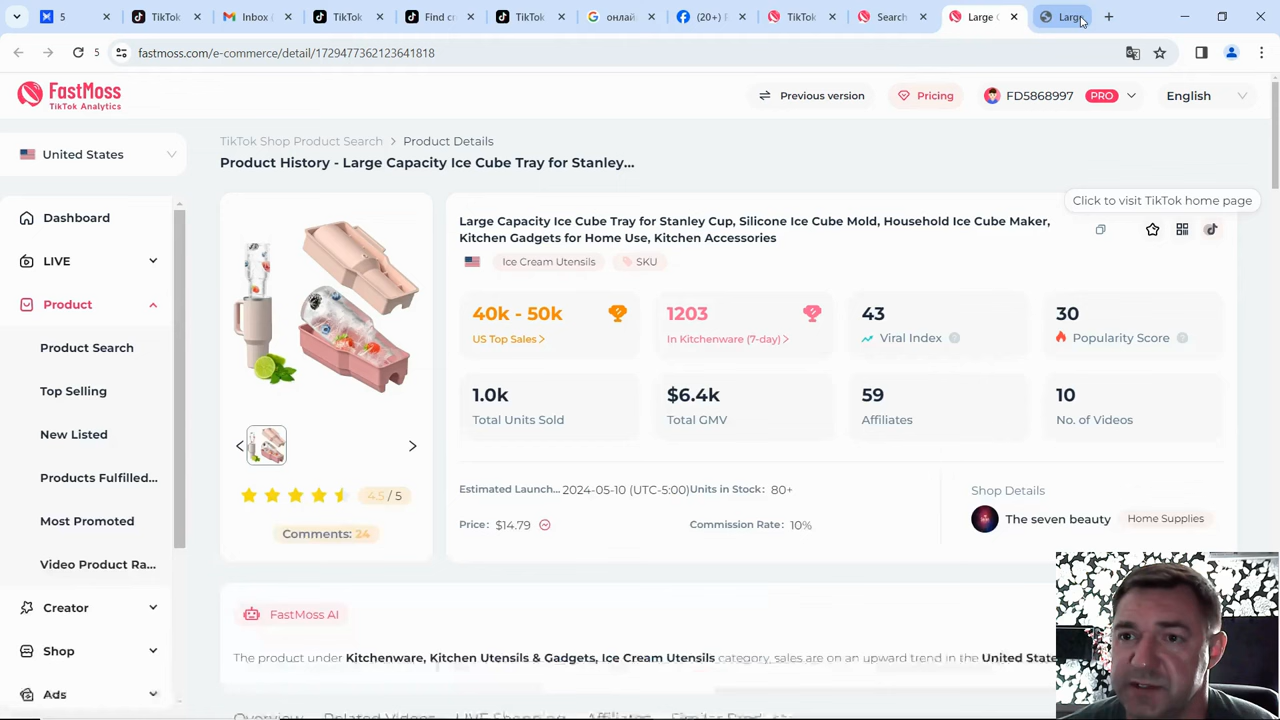 5
TikTok
Inbox (
TikTok
Find cr
TikTok
онлай
(20+) F
TikTok
Search
Large C
Large
5
fastmoss.com/e-commerce/detail/1729477362123641818
FastMoss
TikTok Analytics
Previous version
Pricing
FD5868997
PRO
English
United States
TikTok Shop Product Search > Product Details
Product History - Large Capacity Ice Cube Tray for Stanley...
Click to visit TikTok home page
Dashboard
LIVE
Product
Product Search
Top Selling
New Listed
Products Fulfilled...
Most Promoted
Video Product Ra...
Creator
Shop
Ads
4.5 / 5
Comments: 24
Large Capacity Ice Cube Tray for Stanley Cup, Silicone Ice Cube Mold, Household Ice Cube Maker,
Kitchen Gadgets for Home Use, Kitchen Accessories
Ice Cream Utensils
SKU
40k - 50k
US Top Sales >
1203
In Kitchenware (7-day) >
43
Viral Index
30
Popularity Score
1.0k
Total Units Sold
$6.4k
Total GMV
59
Affiliates
10
No. of Videos
Estimated Launch... 2024-05-10 (UTC-5:00)
Units in Stock: 80+
Price: $14.79
Commission Rate: 10%
Shop Details
The seven beauty
Home Supplies
FastMoss AI
The product under Kitchenware, Kitchen Utensils & Gadgets, Ice Cream Utensils category, sales are on an upward trend in the United State
Overview
Related Videos
LIVE Shopping
Affiliates